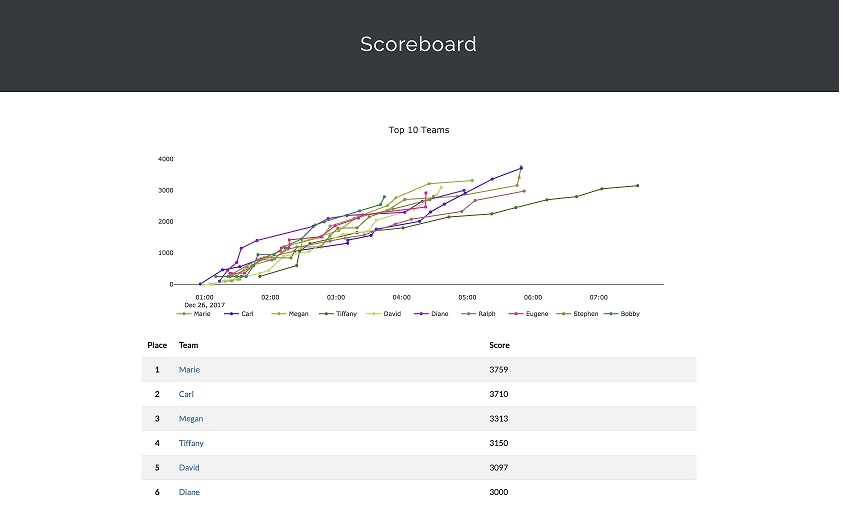 Scoreboard
Top 10 Teams
4000
3000
2000
1000
0
01:00 02:00 03:00 04:00 05:00 06:00 07:00
Dec 26, 2017
Marie Carl Megan Tiffany David Diane Ralph Eugene Stephen Bobby
Place Team Score
1 Marie 3759
2 Carl 3710
3 Megan 3313
4 Tiffany 3150
5 David 3097
6 Diane 3000